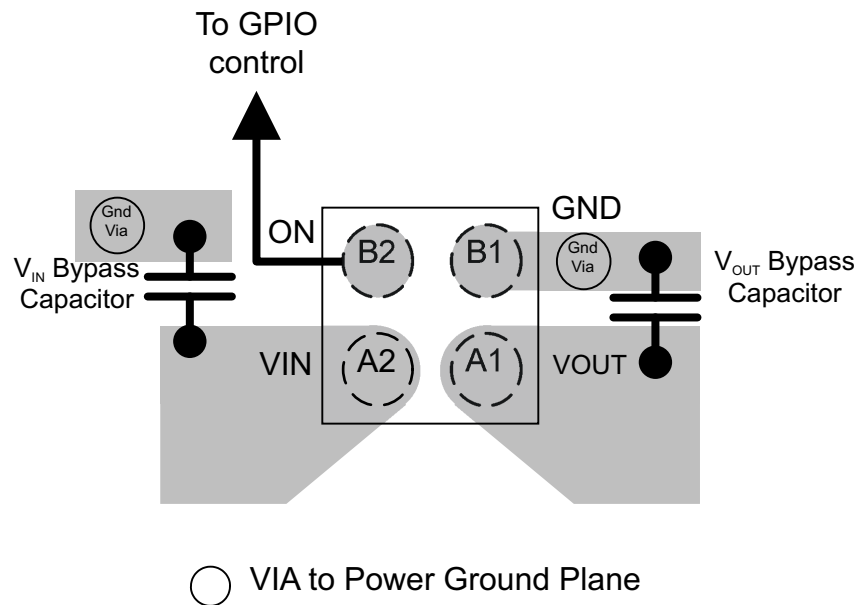 To GPIO
control
Gnd
Via
ON
B2
B1
GND
Gnd
Via
VIN Bypass
Capacitor
VOUT Bypass
Capacitor
VIN
A2
A1
VOUT
VIA to Power Ground Plane